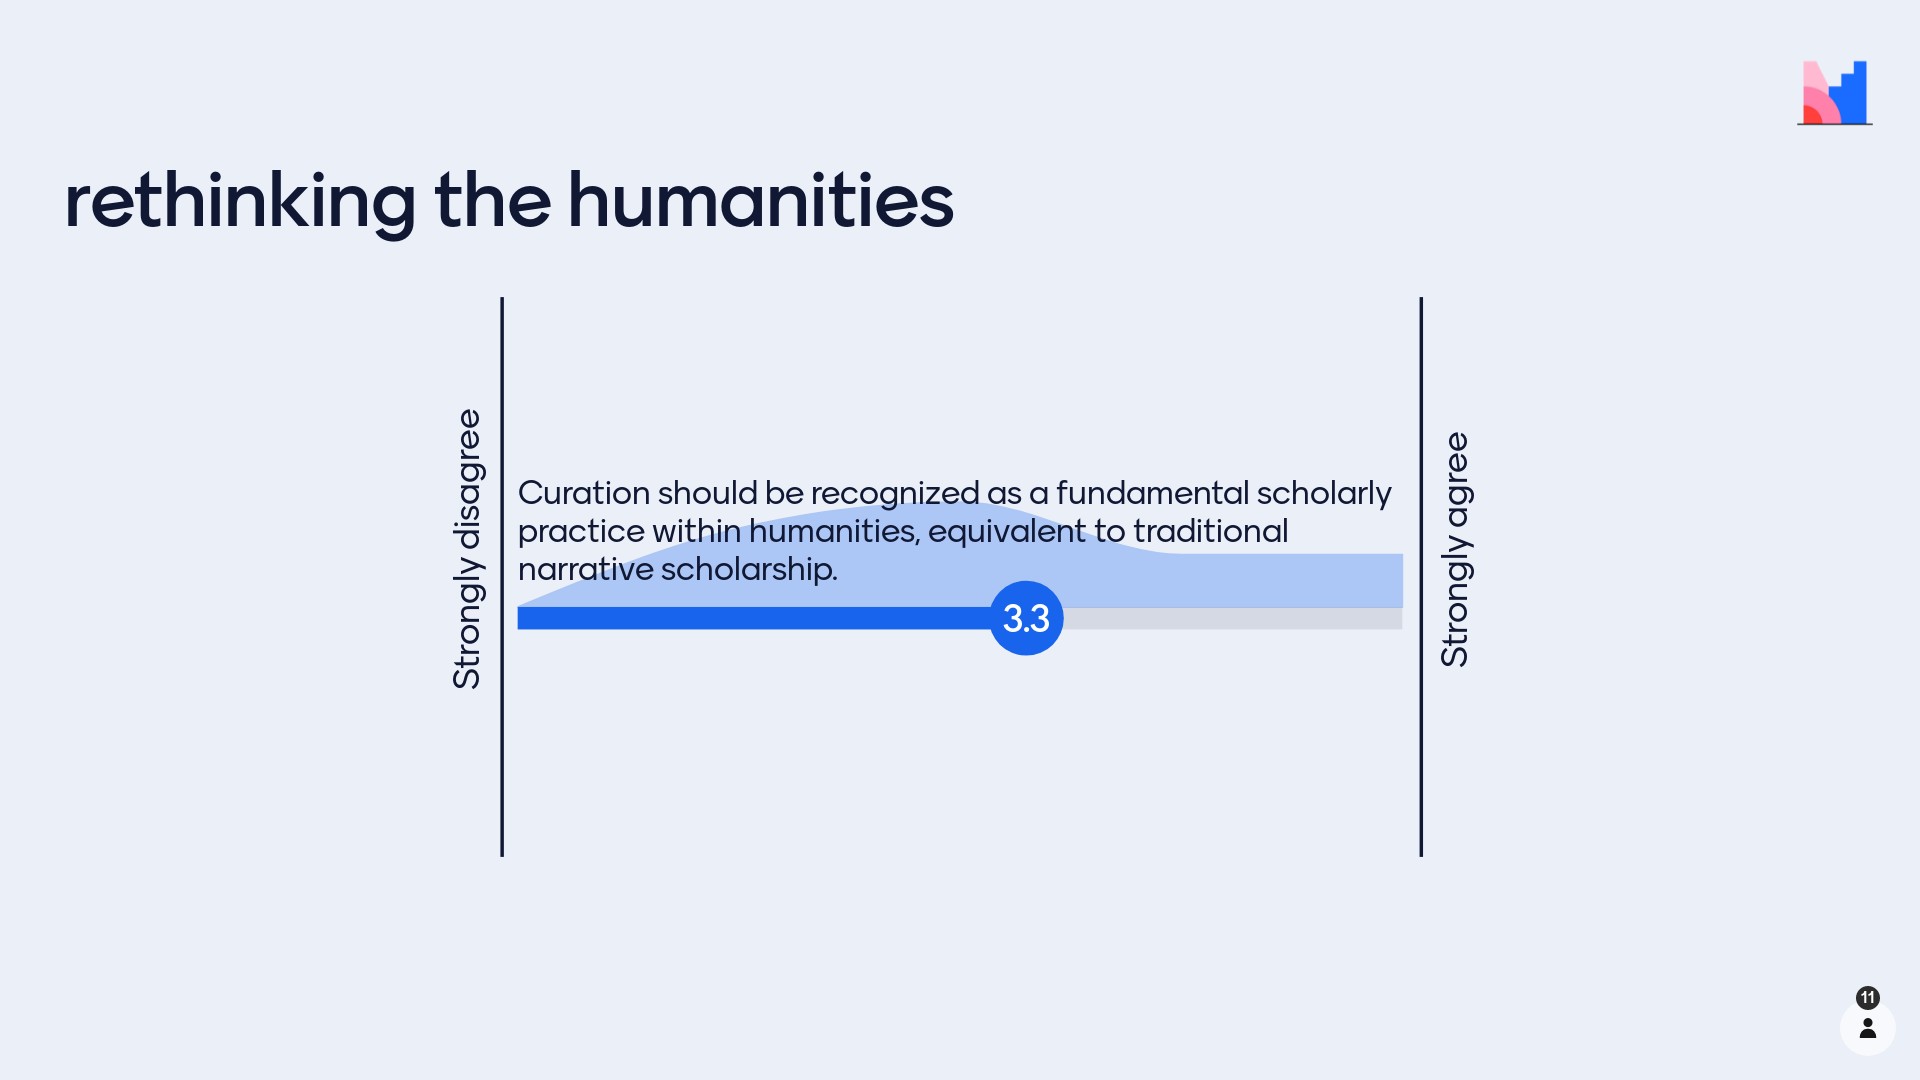 rethinking the humanities
Strongly disagree
Curation should be recognized as a fundamental scholarly
practice within humanities, equivalent to traditional
narrative scholarship.
3.3
Strongly agree
11